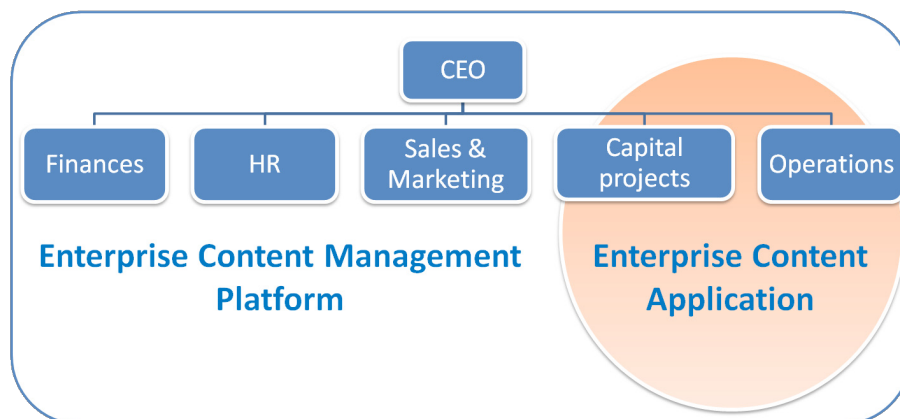 CEO
Finances
HR
Sales &
Marketing
Capital
projects
Operations
Enterprise Content Management
Platform
Enterprise Content
Application